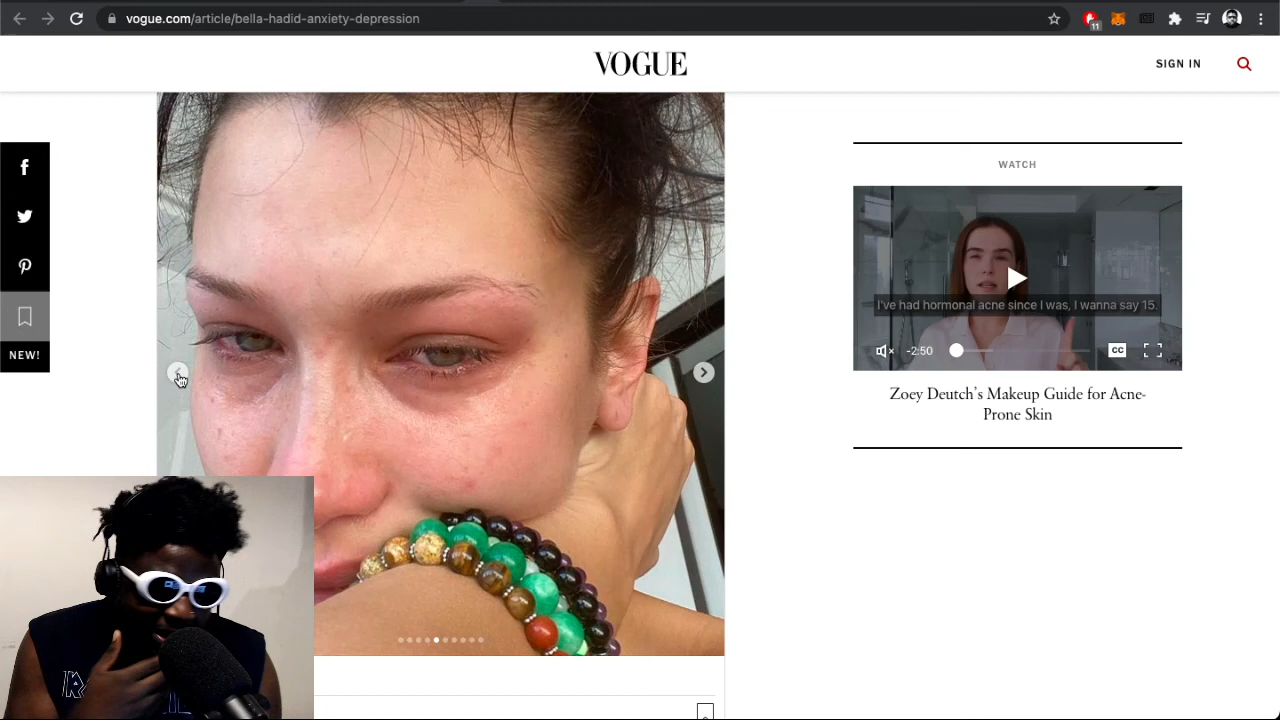 vogue.com/article/bella-hadid-anxiety-depression
11
VOGUE
SIGN IN
WATCH
I've had hormonal acne since I was, I wanna say 15.
-2:50
CC
Zoey Deutch's Makeup Guide for Acne-
Prone Skin
NEW!